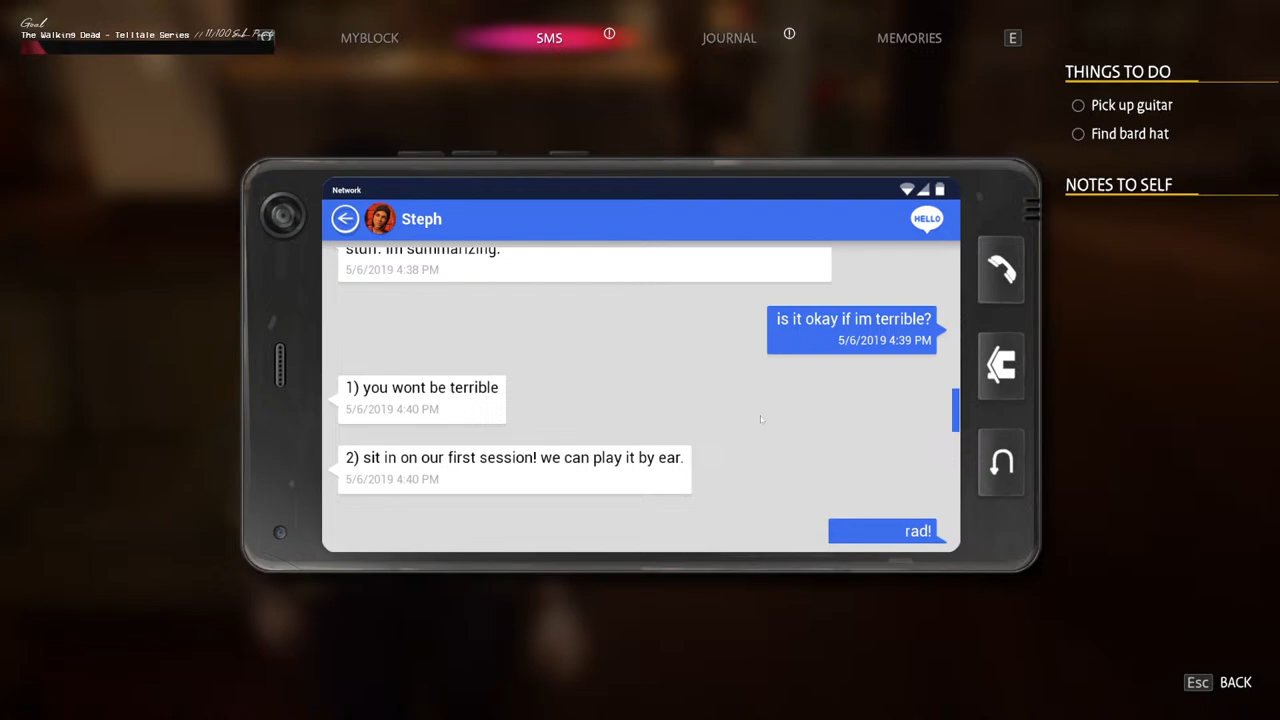 Goal
The Walking Dead - Telltale Series // 11/100
MYBLOCK
SMS
JOURNAL
MEMORIES
E
THINGS TO DO
Pick up guitar
Find bard hat
NOTES TO SELF
Network
Steph
HELLO
stuff. im summarizing.
5/6/2019 4:38 PM
is it okay if im terrible?
5/6/2019 4:39 PM
1) you wont be terrible
5/6/2019 4:40 PM
2) sit in on our first session! we can play it by ear.
5/6/2019 4:40 PM
rad!
Esc BACK